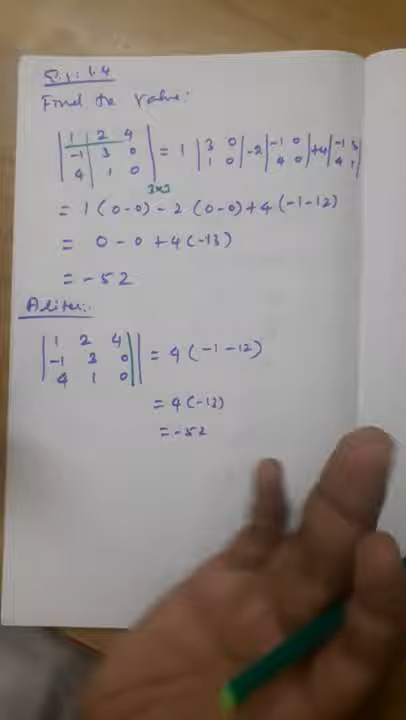 Eg: 1.4
Find the value:
| 1 2 4 |
| -1 3 0 | = 1 | 3 0 | -2 | -1 0 | +4 | -1 3 |
| 4 1 0 | | 1 0 | | 4 0 | | 4 1 |
3x3
= 1 (0-0) - 2 (0-0) + 4 (-1-12)
= 0 - 0 + 4 (-13)
= -52
Aliter:
| 1 2 4 |
| -1 3 0 | = 4 (-1-12)
| 4 1 0 |
= 4 (-13)
= -52